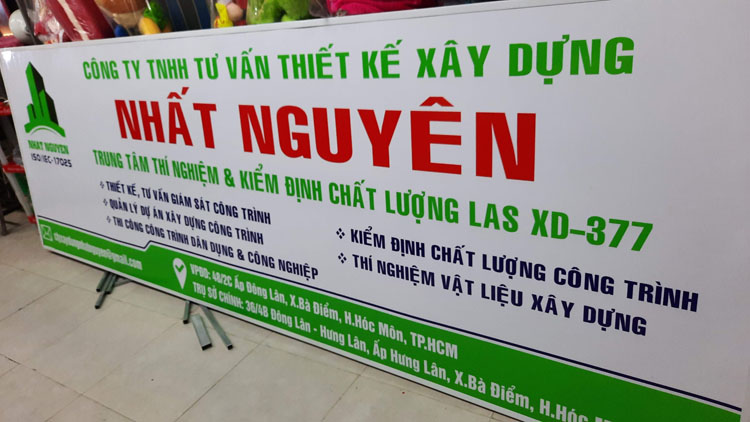 CÔNG TY TNHH TƯ VẤN THIẾT KẾ XÂY DỰNG
NHẤT NGUYÊN
NHAT NGUYEN
ISO/IEC-17025
TRUNG TÂM THÍ NGHIỆM & KIỂM ĐỊNH CHẤT LƯỢNG LAS XD-377
❖ THIẾT KẾ, TƯ VẤN GIÁM SÁT CÔNG TRÌNH
❖ QUẢN LÝ DỰ ÁN XÂY DỰNG CÔNG TRÌNH
❖ THI CÔNG CÔNG TRÌNH DÂN DỤNG & CÔNG NGHIỆP
❖ KIỂM ĐỊNH CHẤT LƯỢNG CÔNG TRÌNH
❖ THÍ NGHIỆM VẬT LIỆU XÂY DỰNG
VPĐD: 48/2C Ấp Đông Lân, X.Bà Điểm, H.Hóc Môn, TP.HCM
TRỤ SỞ CHÍNH: 36/4B Đông Lân - Hưng Lân, Ấp Hưng Lân, X.Bà Điểm, H.Hóc